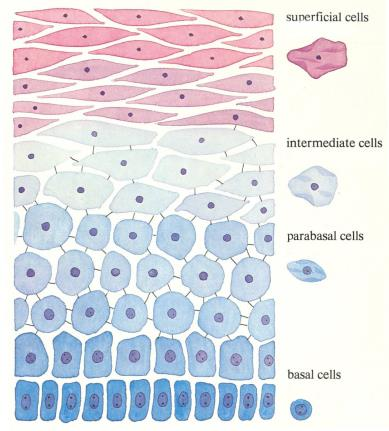 superficial cells
intermediate cells
parabasal cells
basal cells